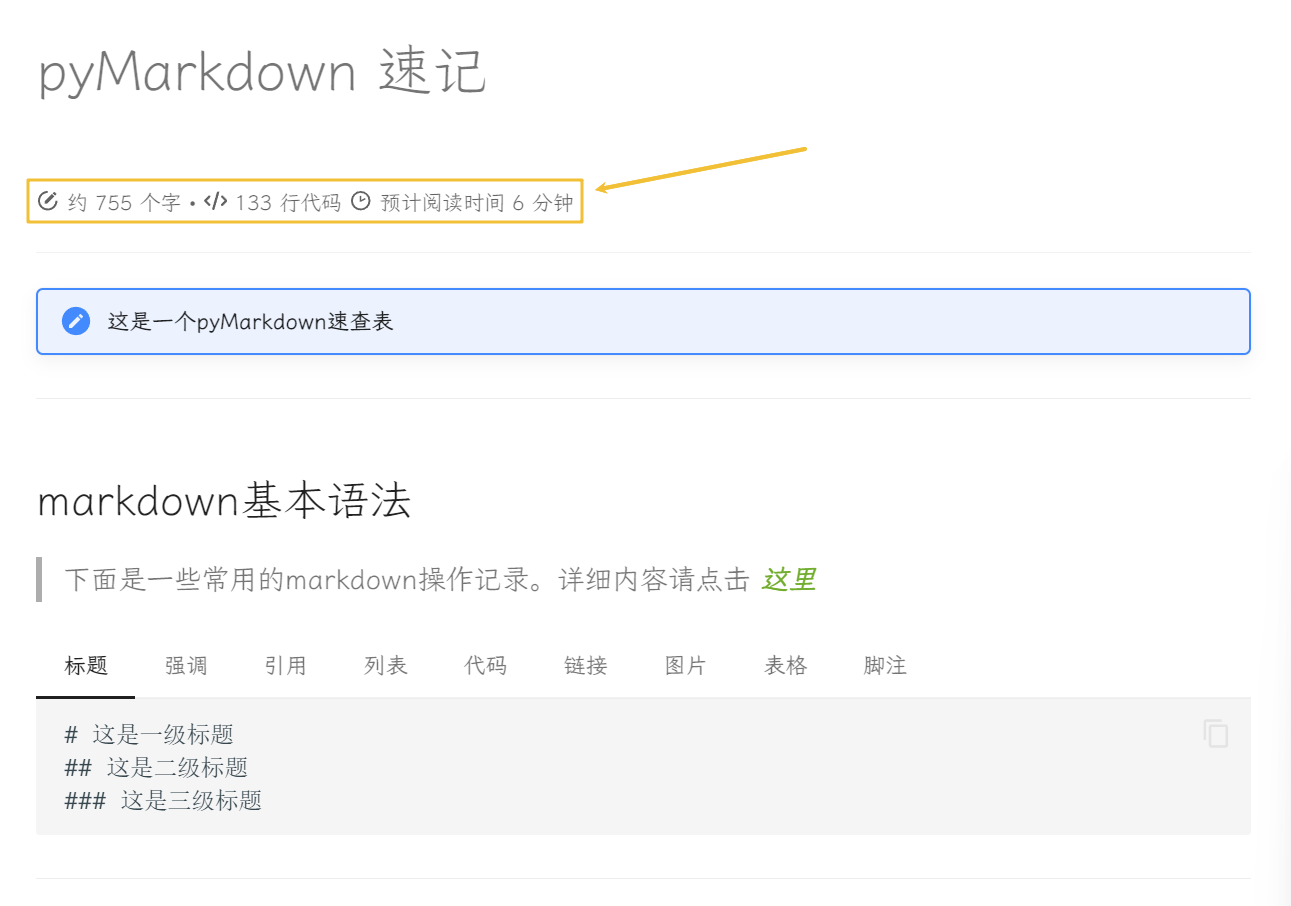 pyMarkdown 速记
约 755 个字 • 133 行代码 预计阅读时间 6 分钟
这是一个pyMarkdown速查表
markdown基本语法
下面是一些常用的markdown操作记录。详细内容请点击 这里
标题 强调 引用 列表 代码 链接 图片 表格 脚注
# 这是一级标题
## 这是二级标题
### 这是三级标题